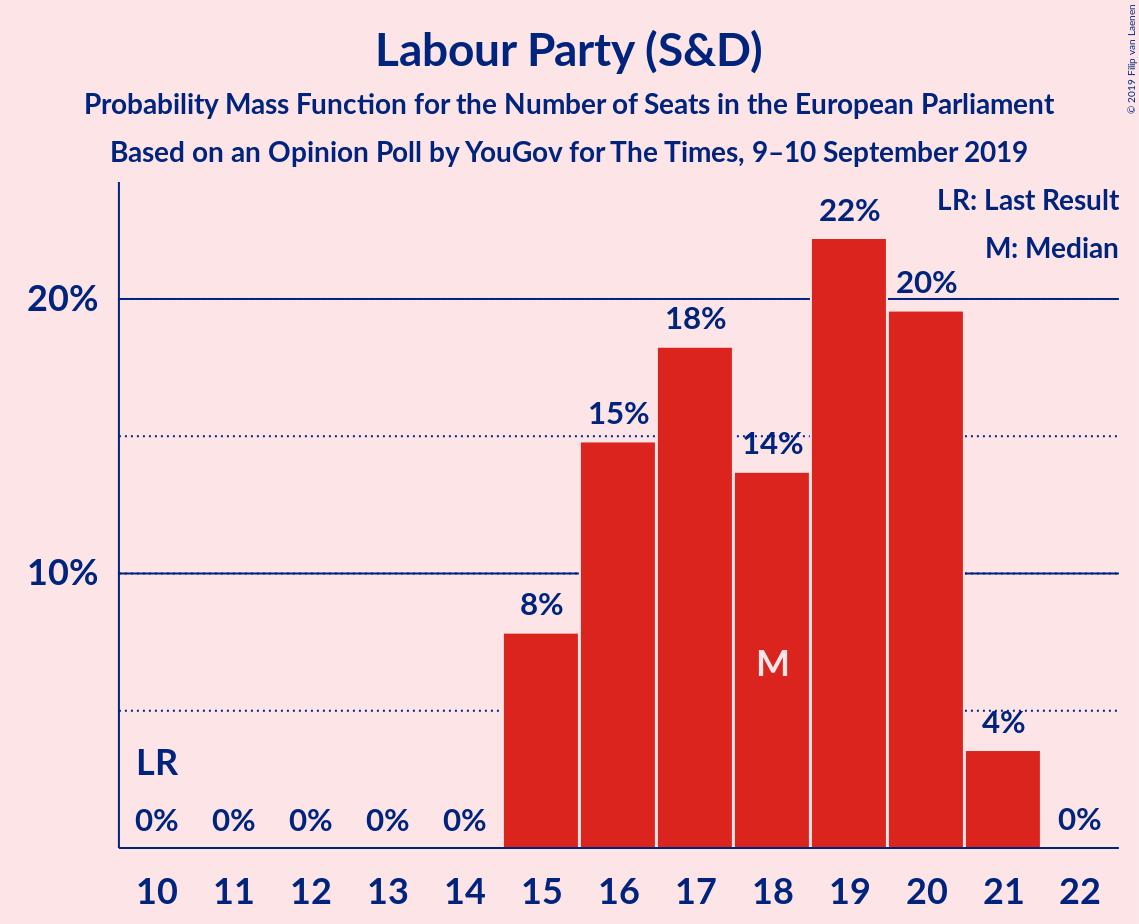 Labour Party (S&D)
Probability Mass Function for the Number of Seats in the European Parliament
Based on an Opinion Poll by YouGov for The Times, 9–10 September 2019
© 2019 Filip van Laenen
LR: Last Result
M: Median
20%
10%
LR
0% 0% 0% 0% 0% 8% 15% 18% 14% 22% 20% 4% 0%
M
10 11 12 13 14 15 16 17 18 19 20 21 22